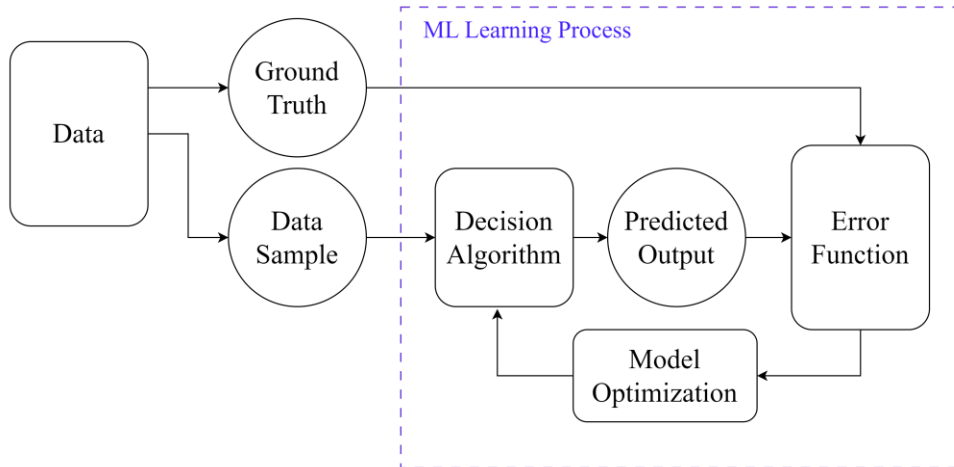 ML Learning Process
Data
Ground
Truth
Data
Sample
Decision
Algorithm
Predicted
Output
Error
Function
Model
Optimization